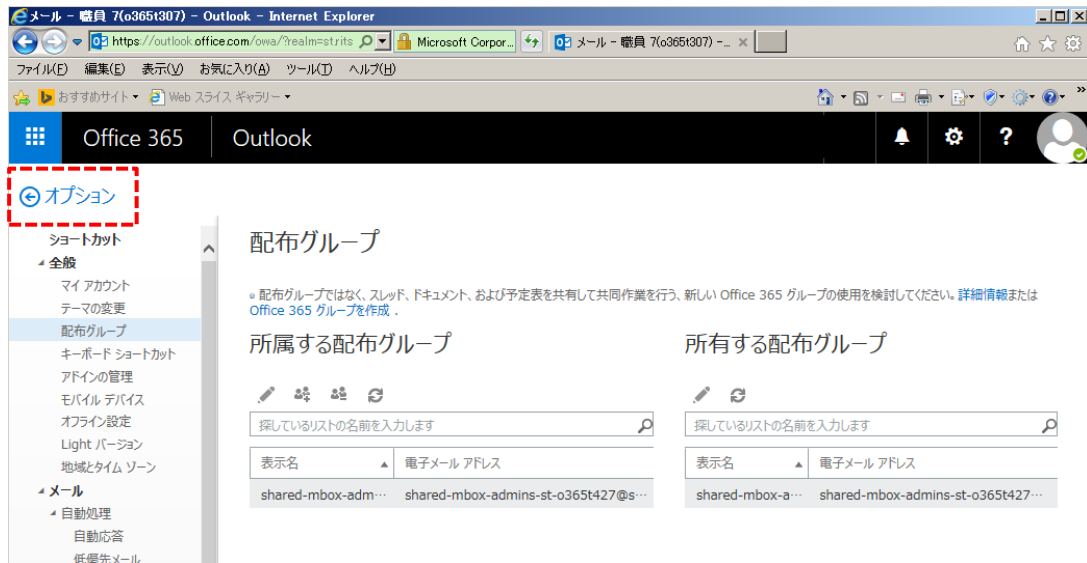 メール - 職員 7(o365t307) - Outlook - Internet Explorer
https://outlook.office.com/owa/?realm=strits
Microsoft Corpor...
メール - 職員 7(o365t307) -...
ファイル(F) 編集(E) 表示(V) お気に入り(A) ツール(T) ヘルプ(H)
おすすめサイト Web スライス ギャラリー
Office 365
Outlook
オプション
ショートカット
全般
マイ アカウント
テーマの変更
配布グループ
キーボード ショートカット
アドインの管理
モバイル デバイス
オフライン設定
Light バージョン
地域とタイム ゾーン
メール
自動処理
自動応答
低優先メール
配布グループ
配布グループではなく、スレッド、ドキュメント、および予定表を共有して共同作業を行う、新しい Office 365 グループの使用を検討してください。詳細情報または
Office 365 グループを作成 .
所属する配布グループ
探しているリストの名前を入力します
表示名 電子メール アドレス
shared-mbox-adm… shared-mbox-admins-st-o365t427@s…
所有する配布グループ
探しているリストの名前を入力します
表示名 電子メール アドレス
shared-mbox-a… shared-mbox-admins-st-o365t427…